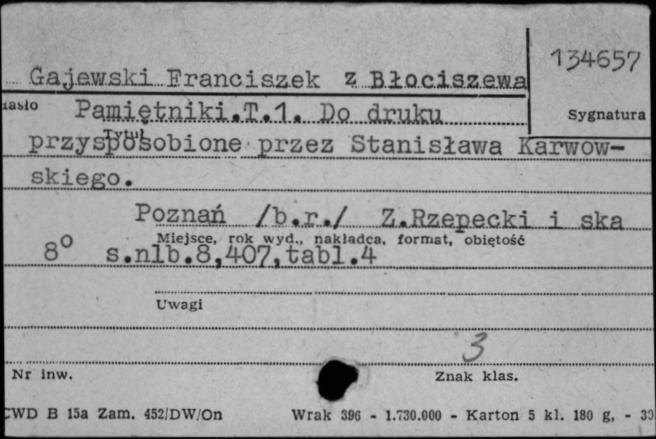 134657
Gajewski Franciszek z Błociszewa
Sygnatura
Pamiętniki.T.1. Do druku
Tytuł
przysposobione przez Stanisława Karwow-
skiego.
Poznań /b.r./ Z.Rzepecki i ska
Miejsce, rok wyd., nakładca, format, objętość
8° s.nlb.8,407,tabl.4
Uwagi
3
Nr inw.
Znak klas.
CWD B 15a Zam. 452/DW/On Wrak 396 - 1.730.000 - Karton 5 kl. 180 g, -